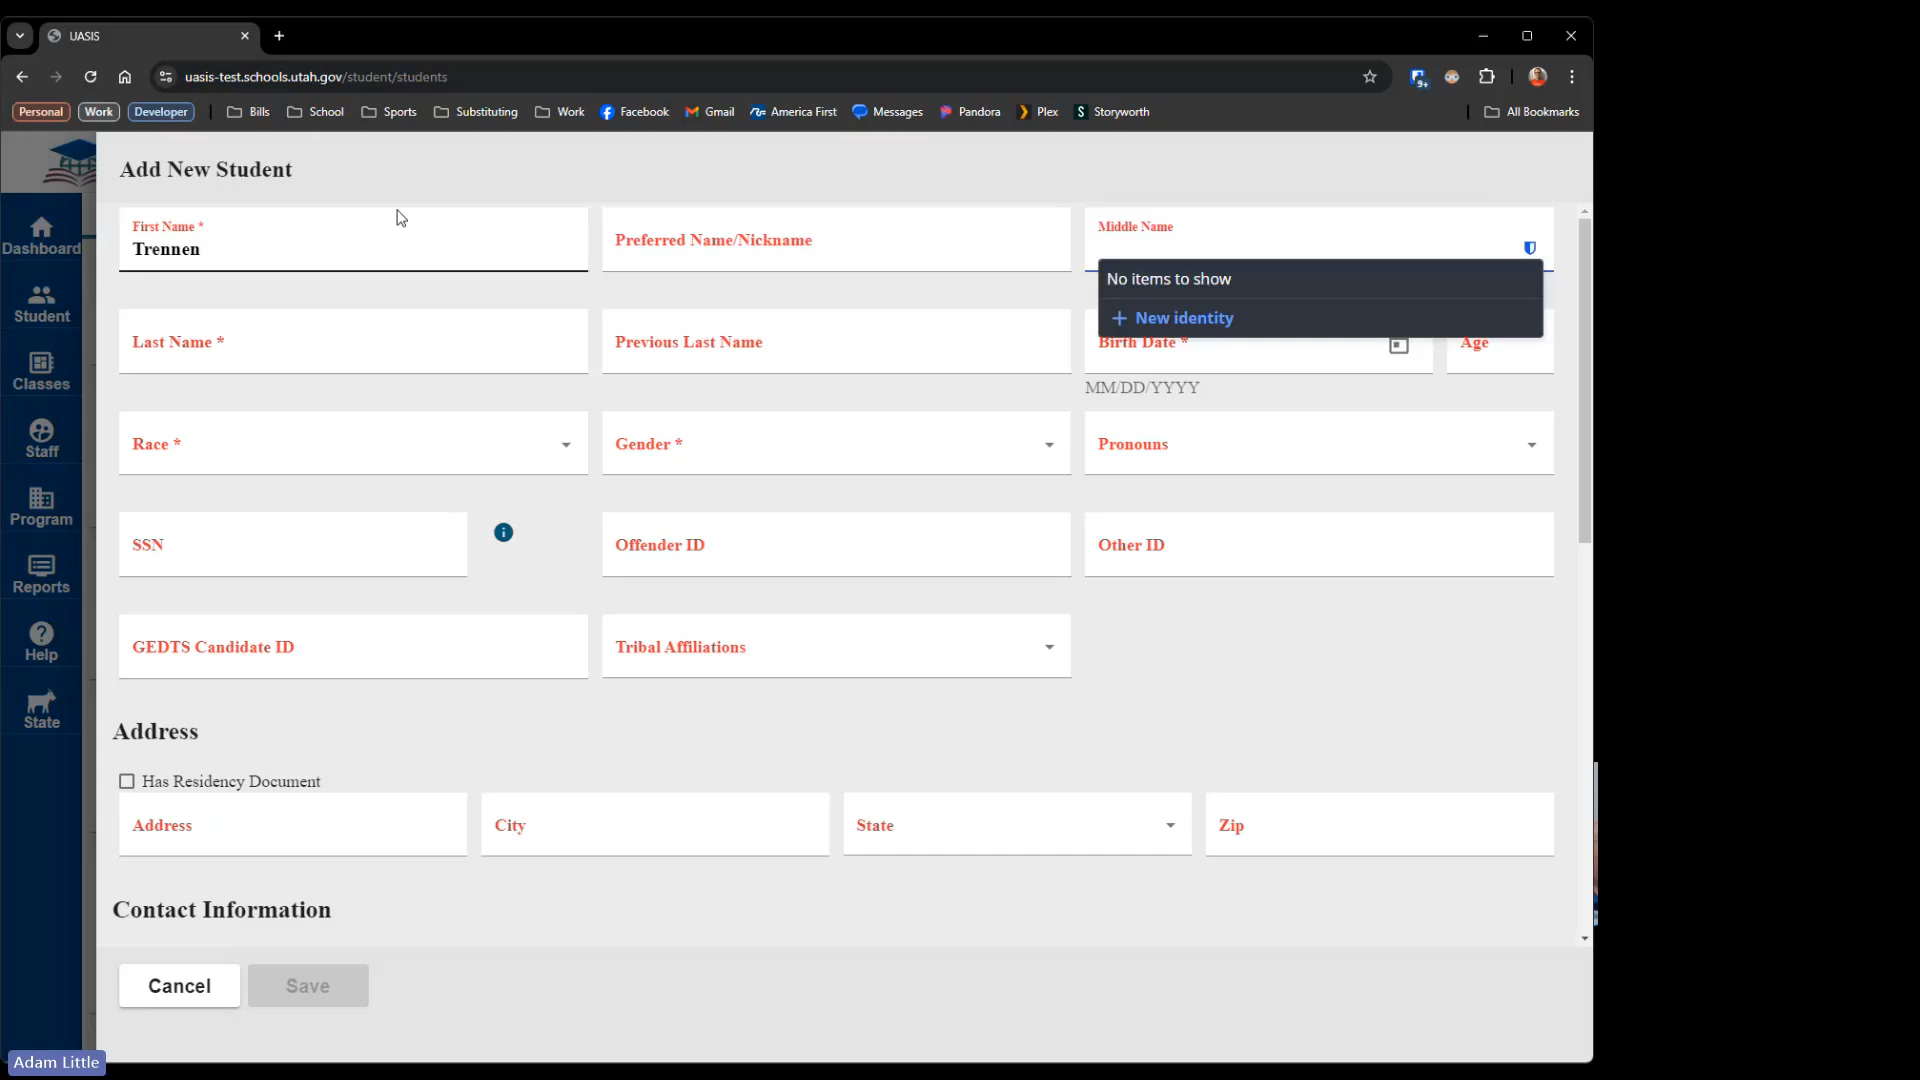 UASIS
uasis-test.schools.utah.gov/student/students
9+
Personal Work Developer Bills School Sports Substituting Work Facebook Gmail America First Messages Pandora Plex Storyworth All Bookmarks
Add New Student
First Name *
Trennen
Preferred Name/Nickname
Middle Name
No items to show
New identity
Last Name *
Previous Last Name
Birth Date *
Age
MM/DD/YYYY
Race *
Gender *
Pronouns
SSN
Offender ID
Other ID
GEDTS Candidate ID
Tribal Affiliations
Address
Has Residency Document
Address
City
State
Zip
Contact Information
Cancel
Save
Dashboard
Student
Classes
Staff
Program
Reports
Help
State
Adam Little